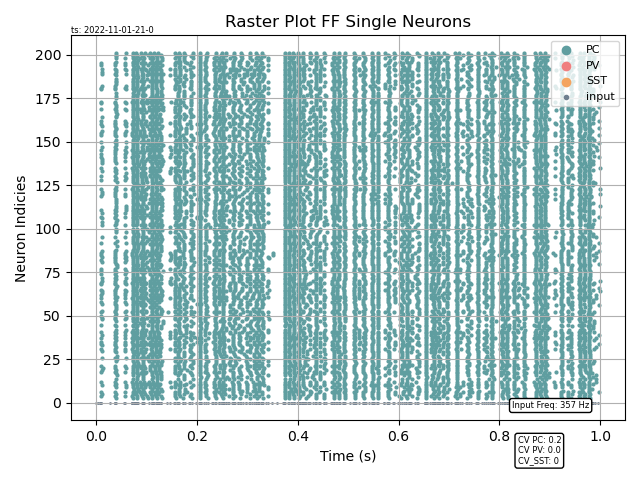 Raster Plot FF Single Neurons
ts: 2022-11-01-21-0
PC
PV
SST
input
200
175
150
125
100
75
50
25
0
Neuron Indicies
Input Freq: 357 Hz
0.0 0.2 0.4 0.6 0.8 1.0
Time (s)
CV PC: 0.2
CV PV: 0.0
CV_SST: 0